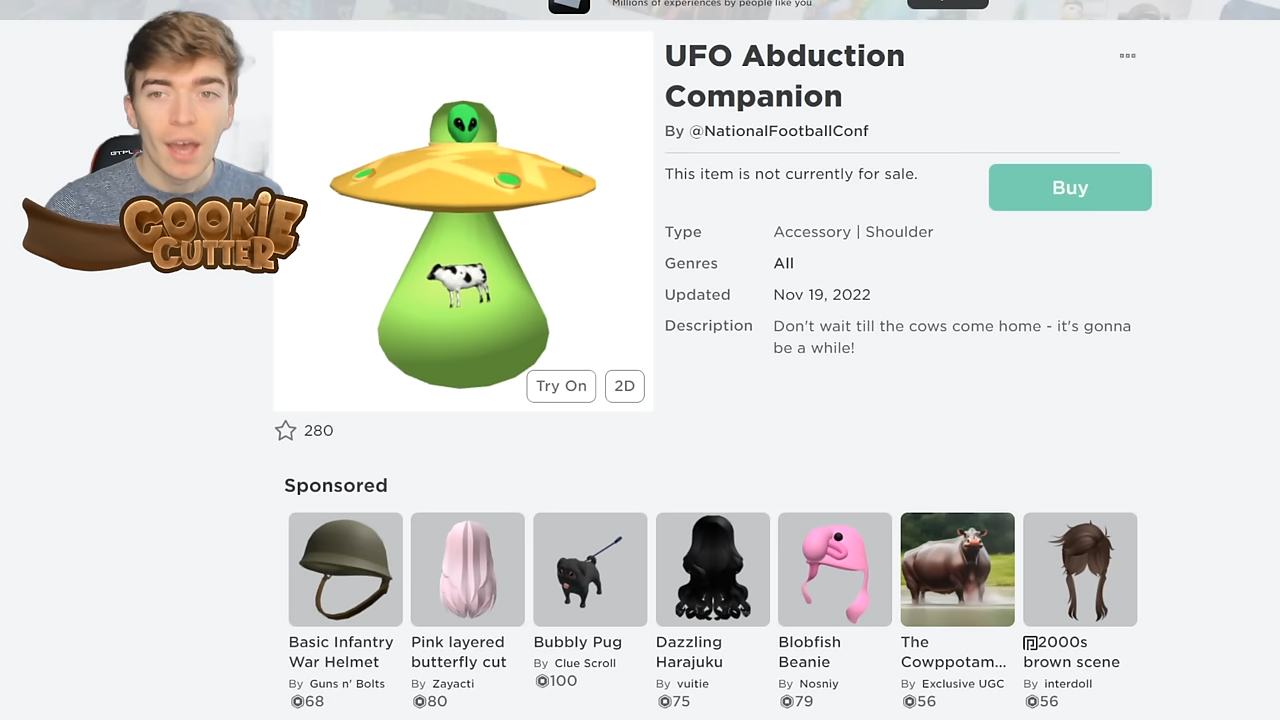 Millions of experiences by people like you
UFO Abduction
Companion
By @NationalFootballConf
This item is not currently for sale.
Buy
Type
Accessory | Shoulder
Genres
All
Updated
Nov 19, 2022
Description
Don't wait till the cows come home - it's gonna
be a while!
COOKIE
CUTTER
Try On
2D
280
Sponsored
Basic Infantry
War Helmet
By Guns n' Bolts
68
Pink layered
butterfly cut
By Zayacti
80
Bubbly Pug
By Clue Scroll
100
Dazzling
Harajuku
By vuitie
75
Blobfish
Beanie
By Nosniy
79
The
Cowppotam...
By Exclusive UGC
56
2000s
brown scene
By interdoll
56